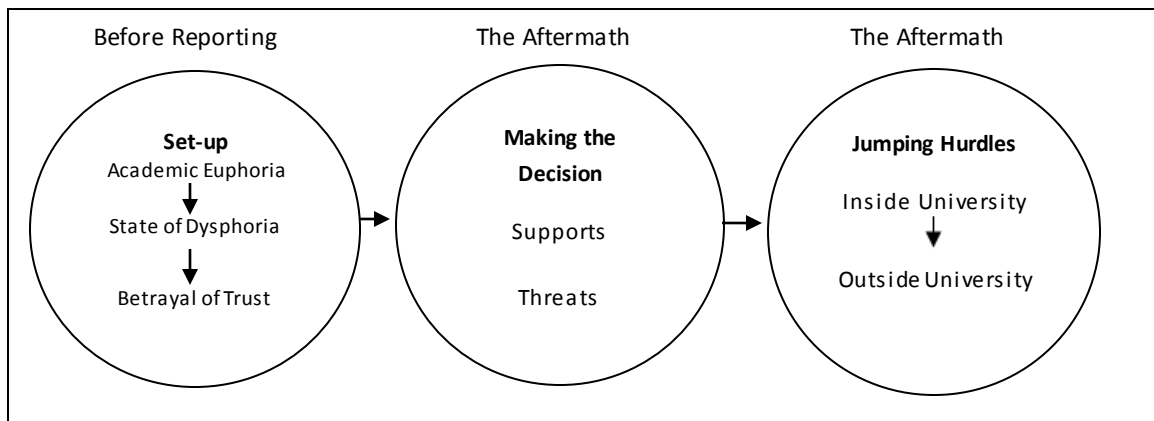 Before Reporting
The Aftermath
The Aftermath
Set-up
Academic Euphoria
State of Dysphoria
Betrayal of Trust
Making the
Decision
Supports
Threats
Jumping Hurdles
Inside University
Outside University